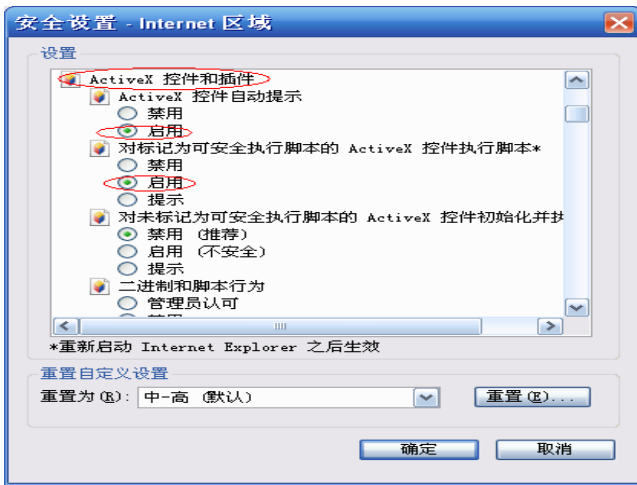 安全设置 - Internet 区域
设置
ActiveX 控件和插件
ActiveX 控件自动提示
禁用
启用
对标记为可安全执行脚本的 ActiveX 控件执行脚本*
禁用
启用
提示
对未标记为可安全执行脚本的 ActiveX 控件初始化并执
禁用 (推荐)
启用 (不安全)
提示
二进制和脚本行为
管理员认可
*重新启动 Internet Explorer 之后生效
重置自定义设置
重置为(R): 中-高 (默认) 重置(E)...
确定 取消